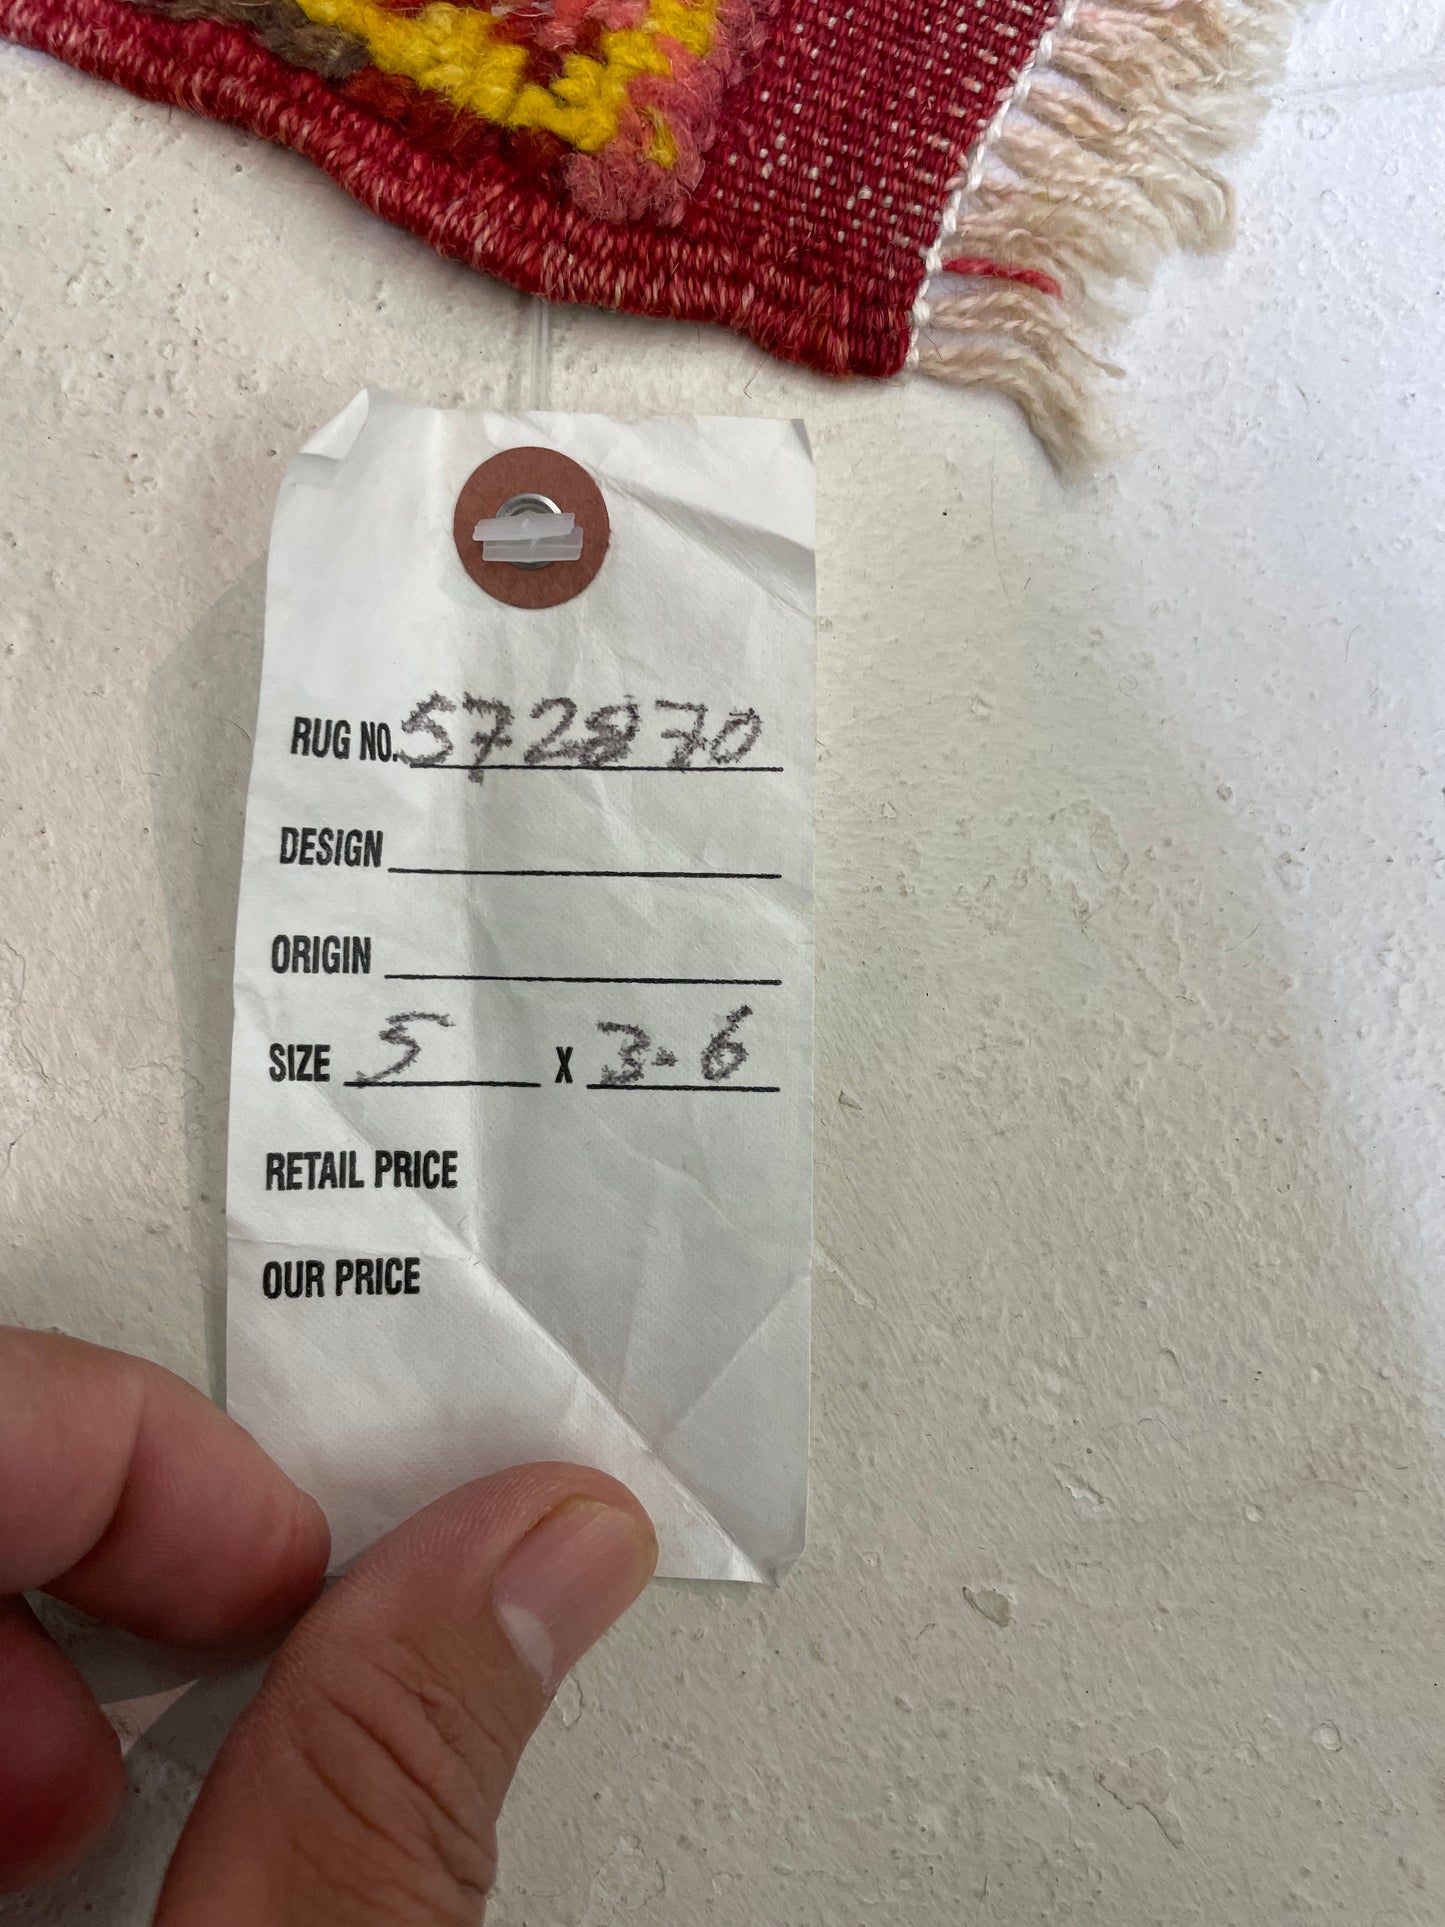 RUG NO. 572870
DESIGN
ORIGIN
SIZE 5 X 3-6
RETAIL PRICE
OUR PRICE